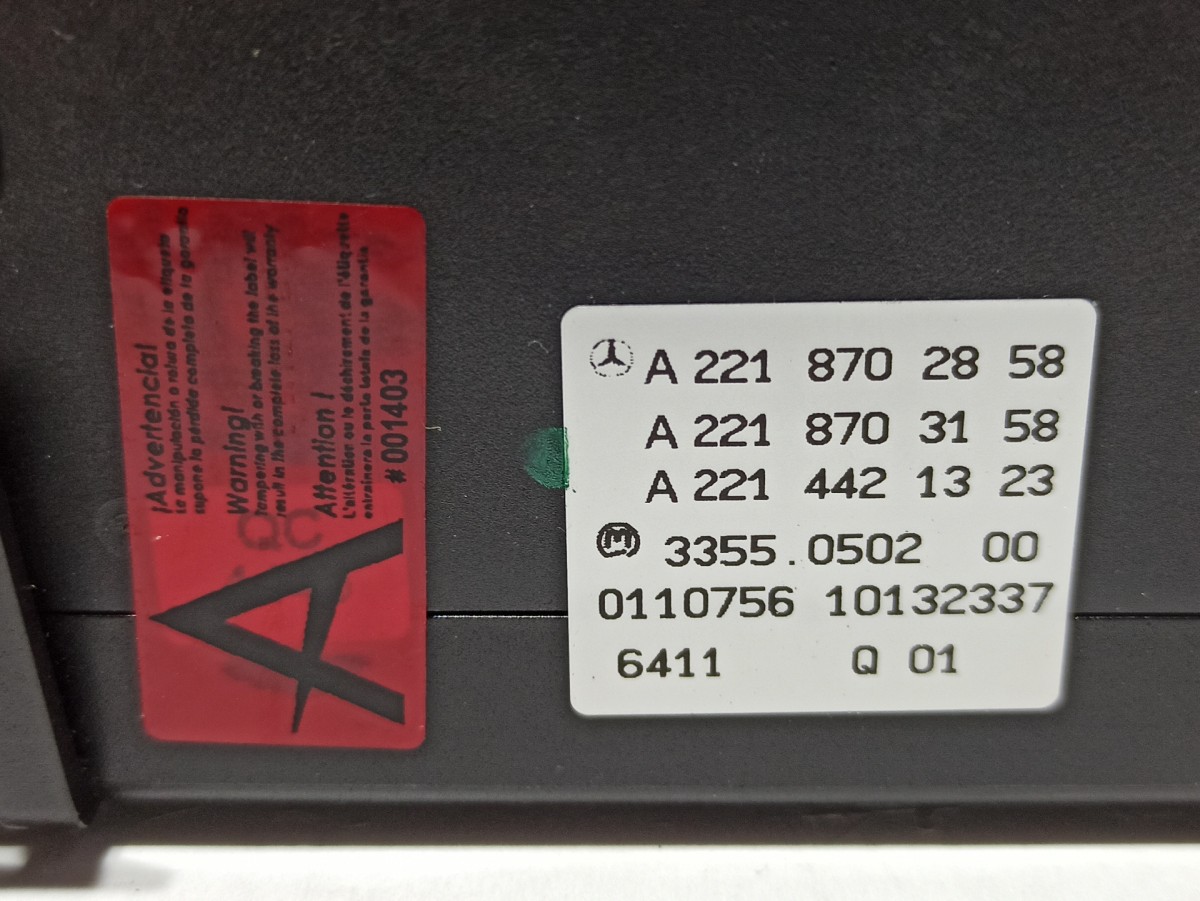 ¡Advertencia!
La manipulación o rotura de la etiqueta
supone la pérdida completa de la garantía
Warning!
Tampering with or breaking the label will
result in the complete loss of the warranty
Attention !
L'altération ou le déchirement de l'étiquette
entraînera la perte totale de la garantie
#001403
QC
A
A 221 870 28 58
A 221 870 31 58
A 221 442 13 23
M 3355.0502 00
0110756 10132337
6411 Q 01